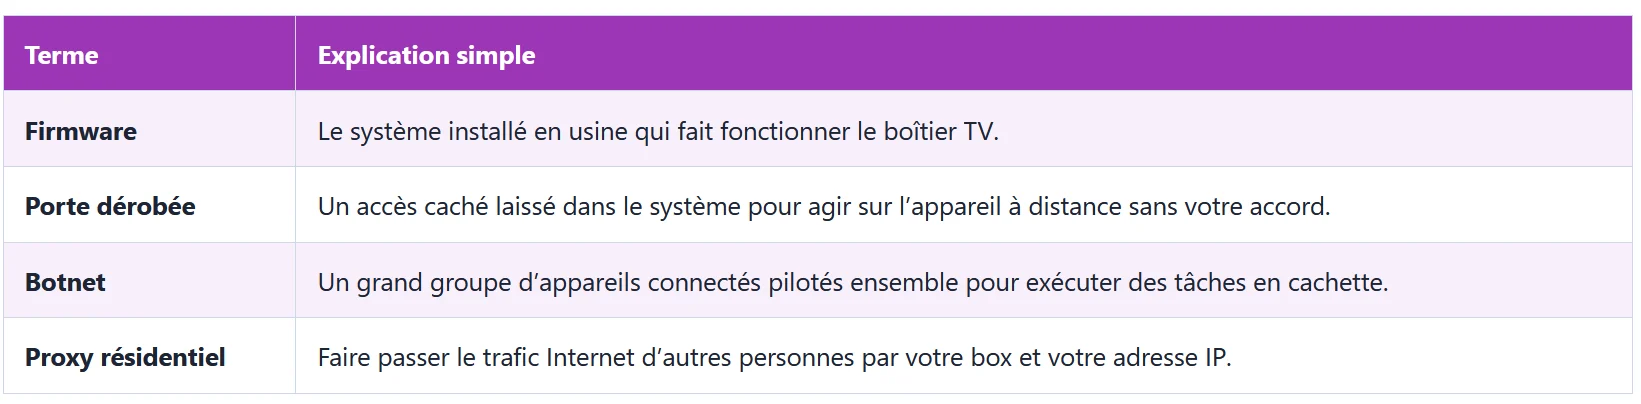 Terme
Explication simple
Firmware
Le système installé en usine qui fait fonctionner le boîtier TV.
Porte dérobée
Un accès caché laissé dans le système pour agir sur l’appareil à distance sans votre accord.
Botnet
Un grand groupe d’appareils connectés pilotés ensemble pour exécuter des tâches en cachette.
Proxy résidentiel
Faire passer le trafic Internet d’autres personnes par votre box et votre adresse IP.